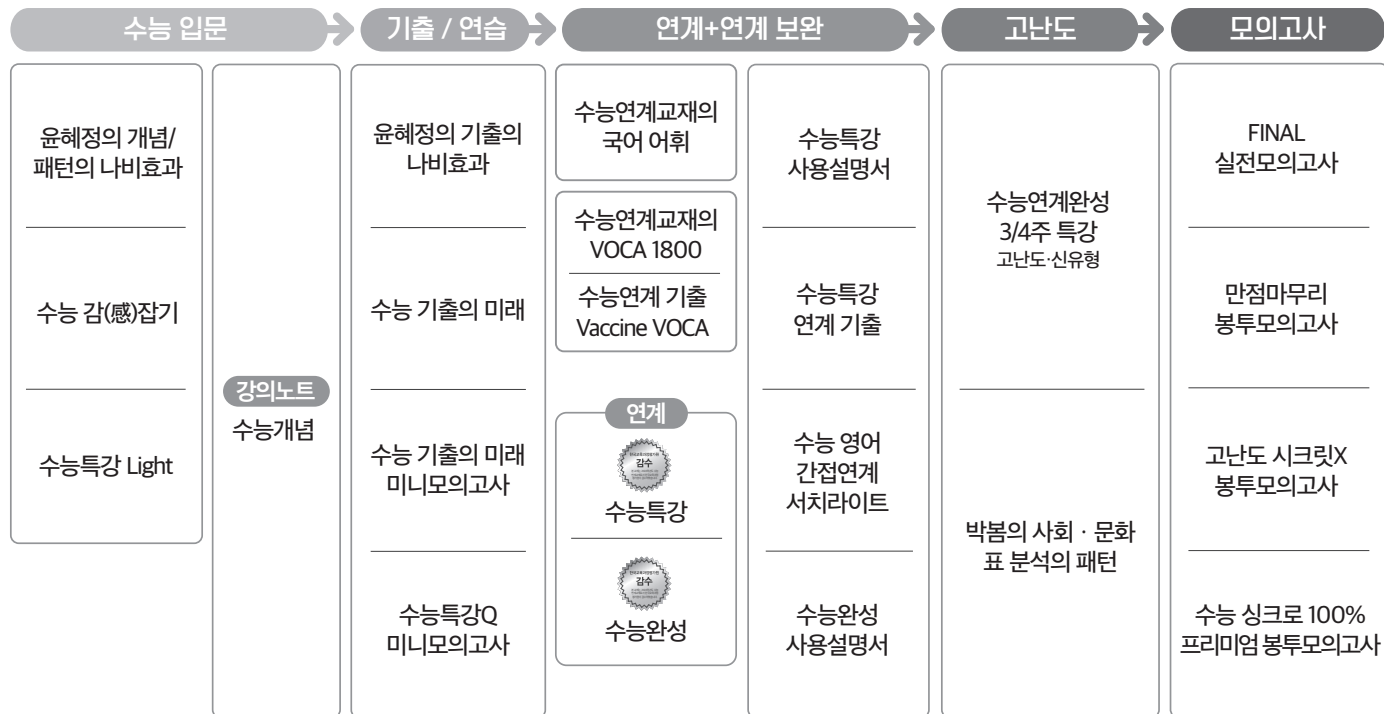 수능 입문
기출 / 연습
연계+연계 보완
고난도
모의고사
윤혜정의 개념/
패턴의 나비효과
수능 감(感)잡기
수능특강 Light
강의노트
수능개념
윤혜정의 기출의
나비효과
수능 기출의 미래
수능 기출의 미래
미니모의고사
수능특강Q
미니모의고사
수능연계교재의
국어 어휘
수능연계교재의
VOCA 1800
수능연계 기출
Vaccine VOCA
연계
감수
수능특강
감수
수능완성
수능특강
사용설명서
수능특강
연계 기출
수능 영어
간접연계
서치라이트
수능완성
사용설명서
수능연계완성
3/4주 특강
고난도·신유형
박봄의 사회 · 문화
표 분석의 패턴
FINAL
실전모의고사
만점마무리
봉투모의고사
고난도 시크릿X
봉투모의고사
수능 싱크로 100%
프리미엄 봉투모의고사